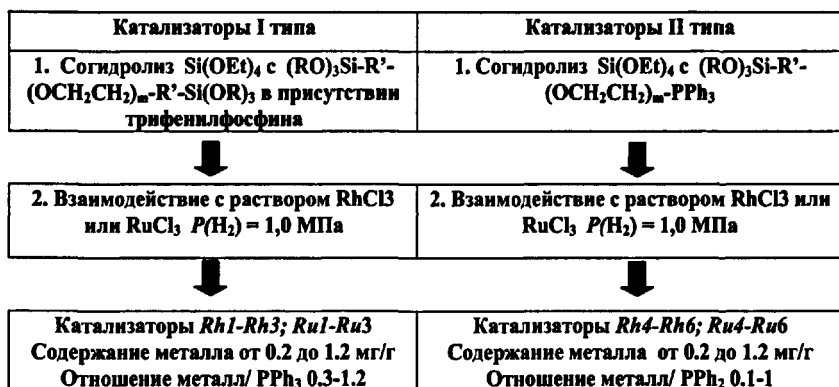 Катализаторы I типа
Катализаторы II типа
1. Согидролиз Si(OEt)₄ с (RO)₃Si-R’-
(OCH₂CH₂)ₘ-R’-Si(OR)₃ в присутствии
трифенилфосфина
1. Согидролиз Si(OEt)₄ с (RO)₃Si-R’-
(OCH₂CH₂)ₘ-PPh₃
2. Взаимодействие с раствором RhCl3
или RuCl₃ P(H₂) = 1,0 МПа
2. Взаимодействие с раствором RhCl3 или
RuCl₃ P(H₂) = 1,0 МПа
Катализаторы Rh1-Rh3; Ru1-Ru3
Содержание металла от 0.2 до 1.2 мг/г
Отношение металл/ PPh₃ 0.3-1.2
Катализаторы Rh4-Rh6; Ru4-Ru6
Содержание металла от 0.2 до 1.2 мг/г
Отношение металл/ PPh₂ 0.1-1